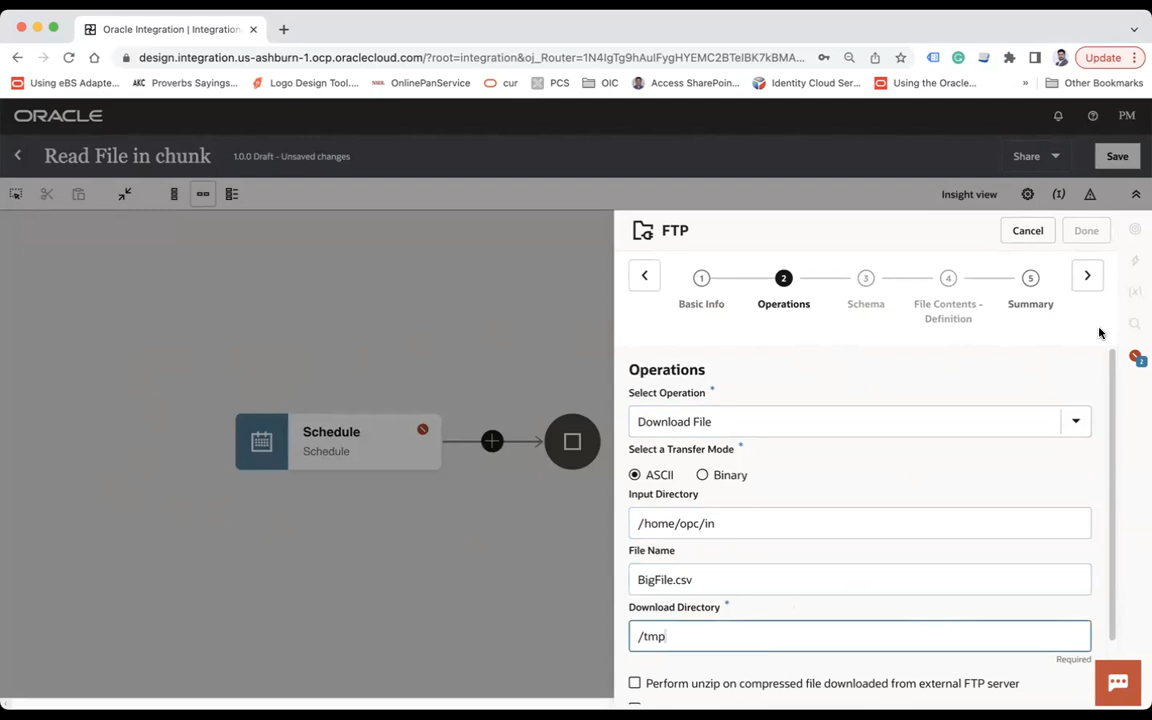 Oracle Integration | Integration
design.integration.us-ashburn-1.ocp.oraclecloud.com/?root=integration&oj_Router=1N4IgTg9hAulFygHYEMC2BTeIBK7kBMA...
Update
Using eBS Adapte...
AKC Proverbs Sayings...
Logo Design Tool...
OnlinePanService
cur
PCS
OIC
Access SharePoin...
Identity Cloud Ser...
Using the Oracle...
»
Other Bookmarks
ORACLE
PM
Read File in chunk
1.0.0 Draft - Unsaved changes
Share
Save
Insight view
FTP
Cancel
Done
1
2
3
4
5
Basic Info
Operations
Schema
File Contents -
Definition
Summary
Operations
Select Operation *
Download File
Select a Transfer Mode *
ASCII
Binary
Input Directory
/home/opc/in
File Name
BigFile.csv
Download Directory *
/tmp
Required
Perform unzip on compressed file downloaded from external FTP server
Schedule
Schedule
2